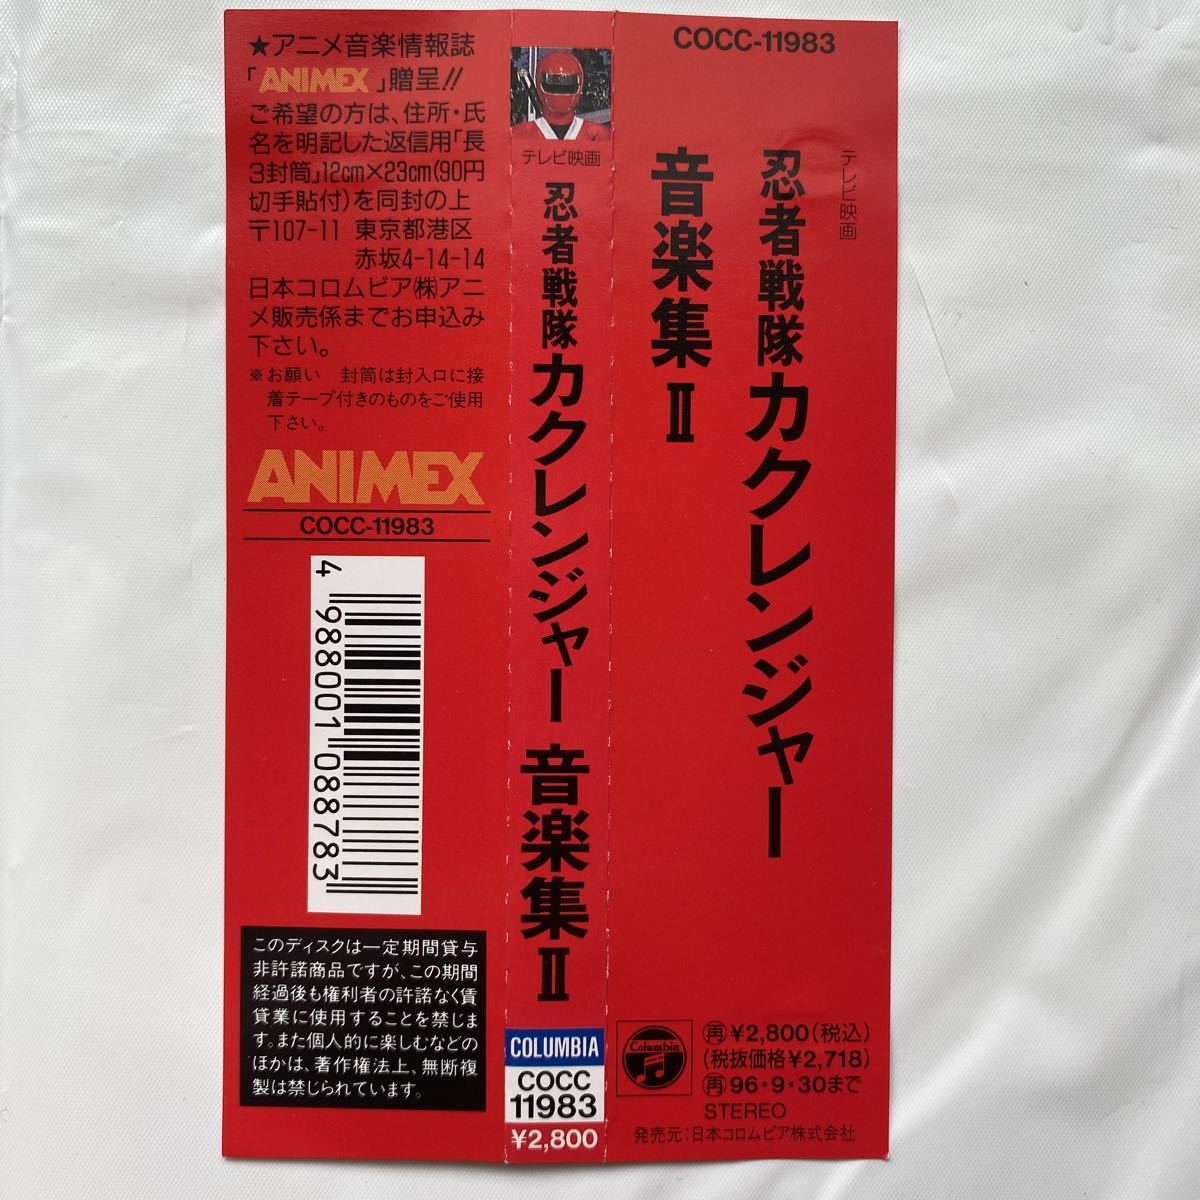 ★アニメ音楽情報誌
「ANIMEX」贈呈!!
ご希望の方は、住所・氏
名を明記した返信用「長
3封筒」12cm×23cm(90円
切手貼付)を同封の上
〒107-11 東京都港区
赤坂4-14-14
日本コロムビア㈱アニ
メ販売係までお申込み
下さい。
※お願い 封筒は封入口に接
着テープ付きのものをご使用
下さい。
ANIMEX
COCC-11983
4 988001 088783
このディスクは一定期間貸与
非許諾商品ですが、この期間
経過後も権利者の許諾なく賃
貸業に使用することを禁じま
す。また個人的に楽しむなどの
ほかは、著作権法上、無断複
製は禁じられています。
テレビ映画
忍者戦隊カクレンジャー 音楽集II
COLUMBIA
COCC
11983
¥2,800
COCC-11983
テレビ映画
忍者戦隊カクレンジャー
音楽集II
Columbia
㊢¥2,800(税込)
(税抜価格¥2,718)
㊢96・9・30まで
STEREO
発売元:日本コロムビア株式会社